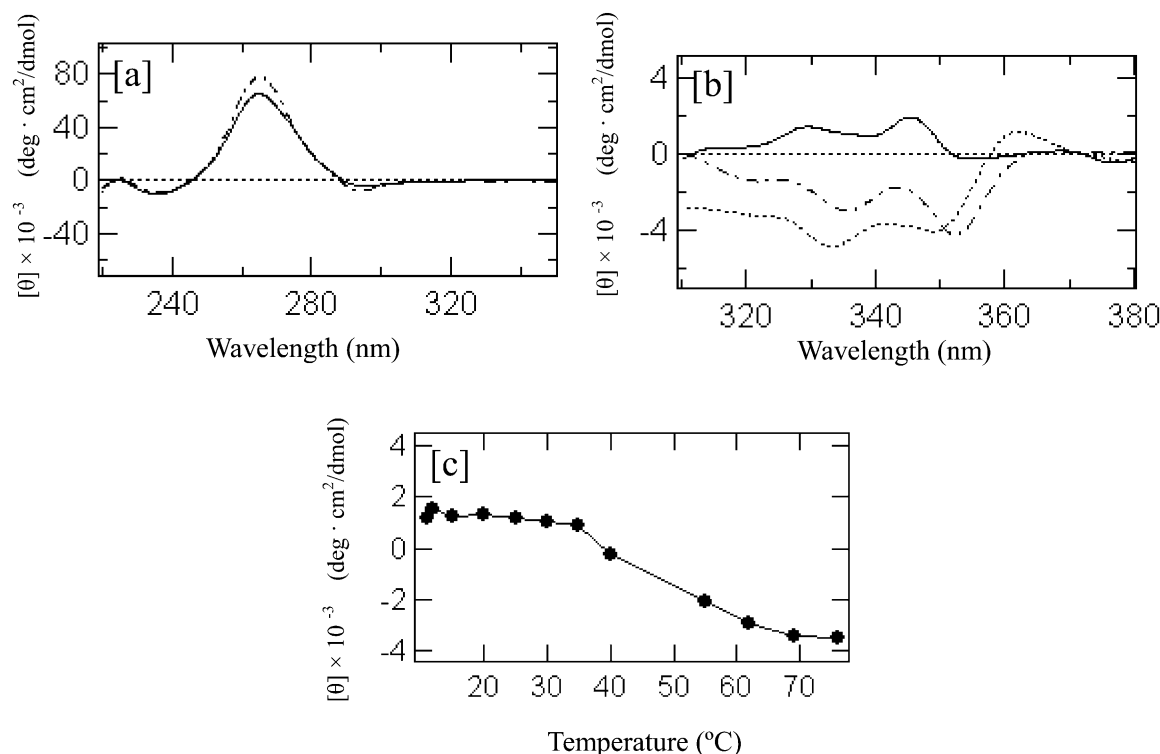 [a]
[θ] × 10⁻³ (deg · cm²/dmol)
80
40
0
-40
240 280 320
Wavelength (nm)
[b]
[θ] × 10⁻³ (deg · cm²/dmol)
4
0
-4
320 340 360 380
Wavelength (nm)
[c]
[θ] × 10⁻³ (deg · cm²/dmol)
4
2
0
-2
-4
20 30 40 50 60 70
Temperature (ºC)